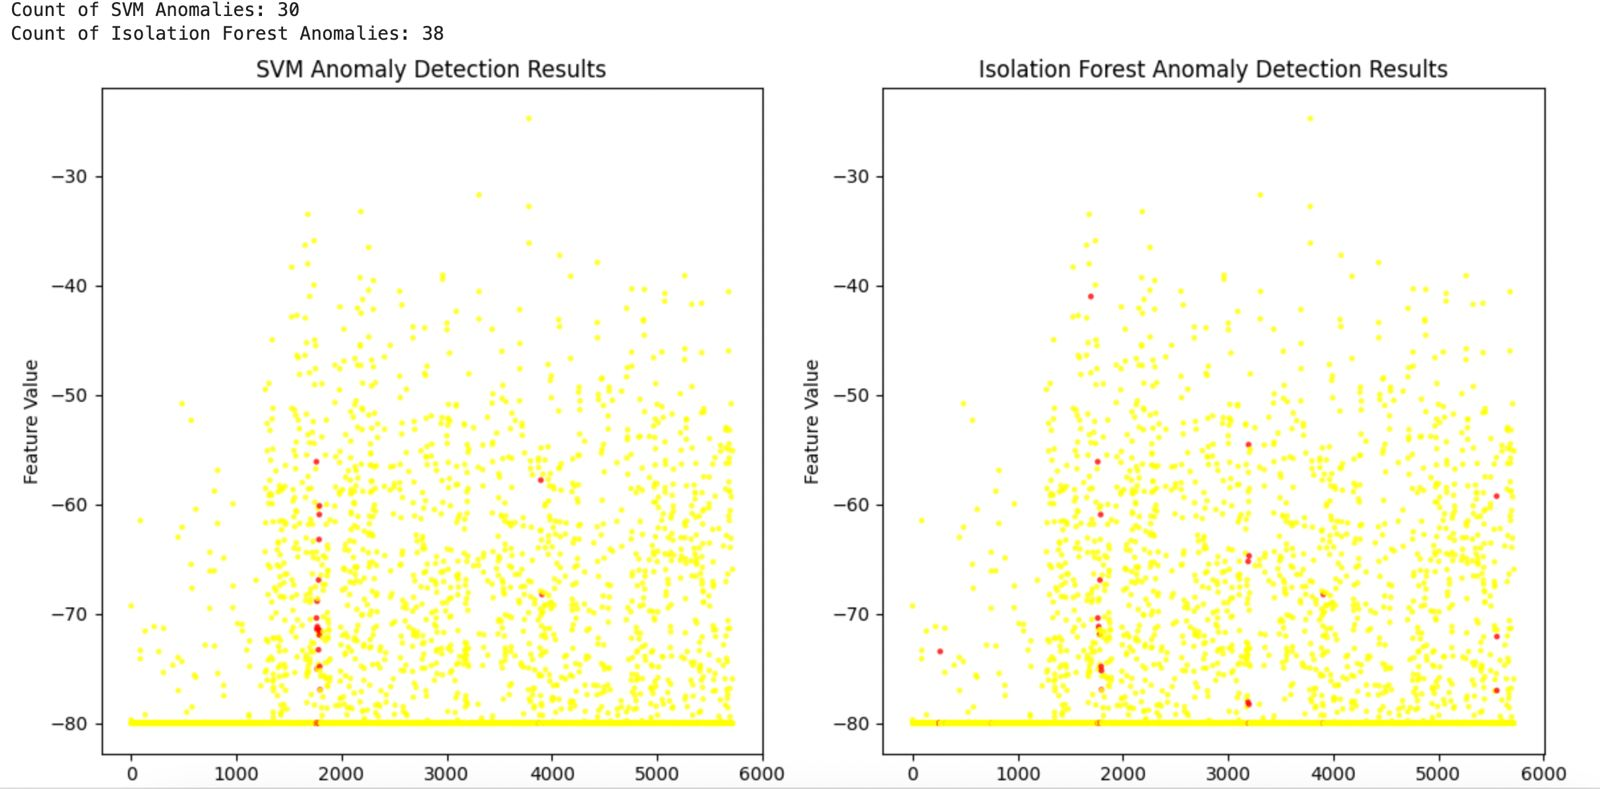 Count of SVM Anomalies: 30
Count of Isolation Forest Anomalies: 38
SVM Anomaly Detection Results
Feature Value
−30
−40
−50
−60
−70
−80
0 1000 2000 3000 4000 5000 6000
Isolation Forest Anomaly Detection Results
Feature Value
−30
−40
−50
−60
−70
−80
0 1000 2000 3000 4000 5000 6000